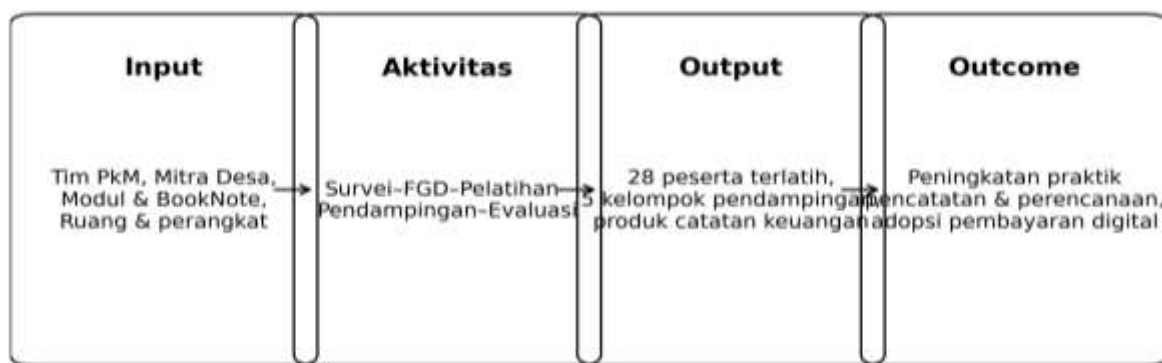 Input
Tim PkM, Mitra Desa,
Modul & BookNote,
Ruang & perangkat
Aktivitas
Survei–FGD–Pelatihan–
Pendampingan–Evaluasi
Output
28 peserta terlatih,
5 kelompok pendampingan,
produk catatan keuangan
Outcome
Peningkatan praktik
pencatatan & perencanaan,
adopsi pembayaran digital